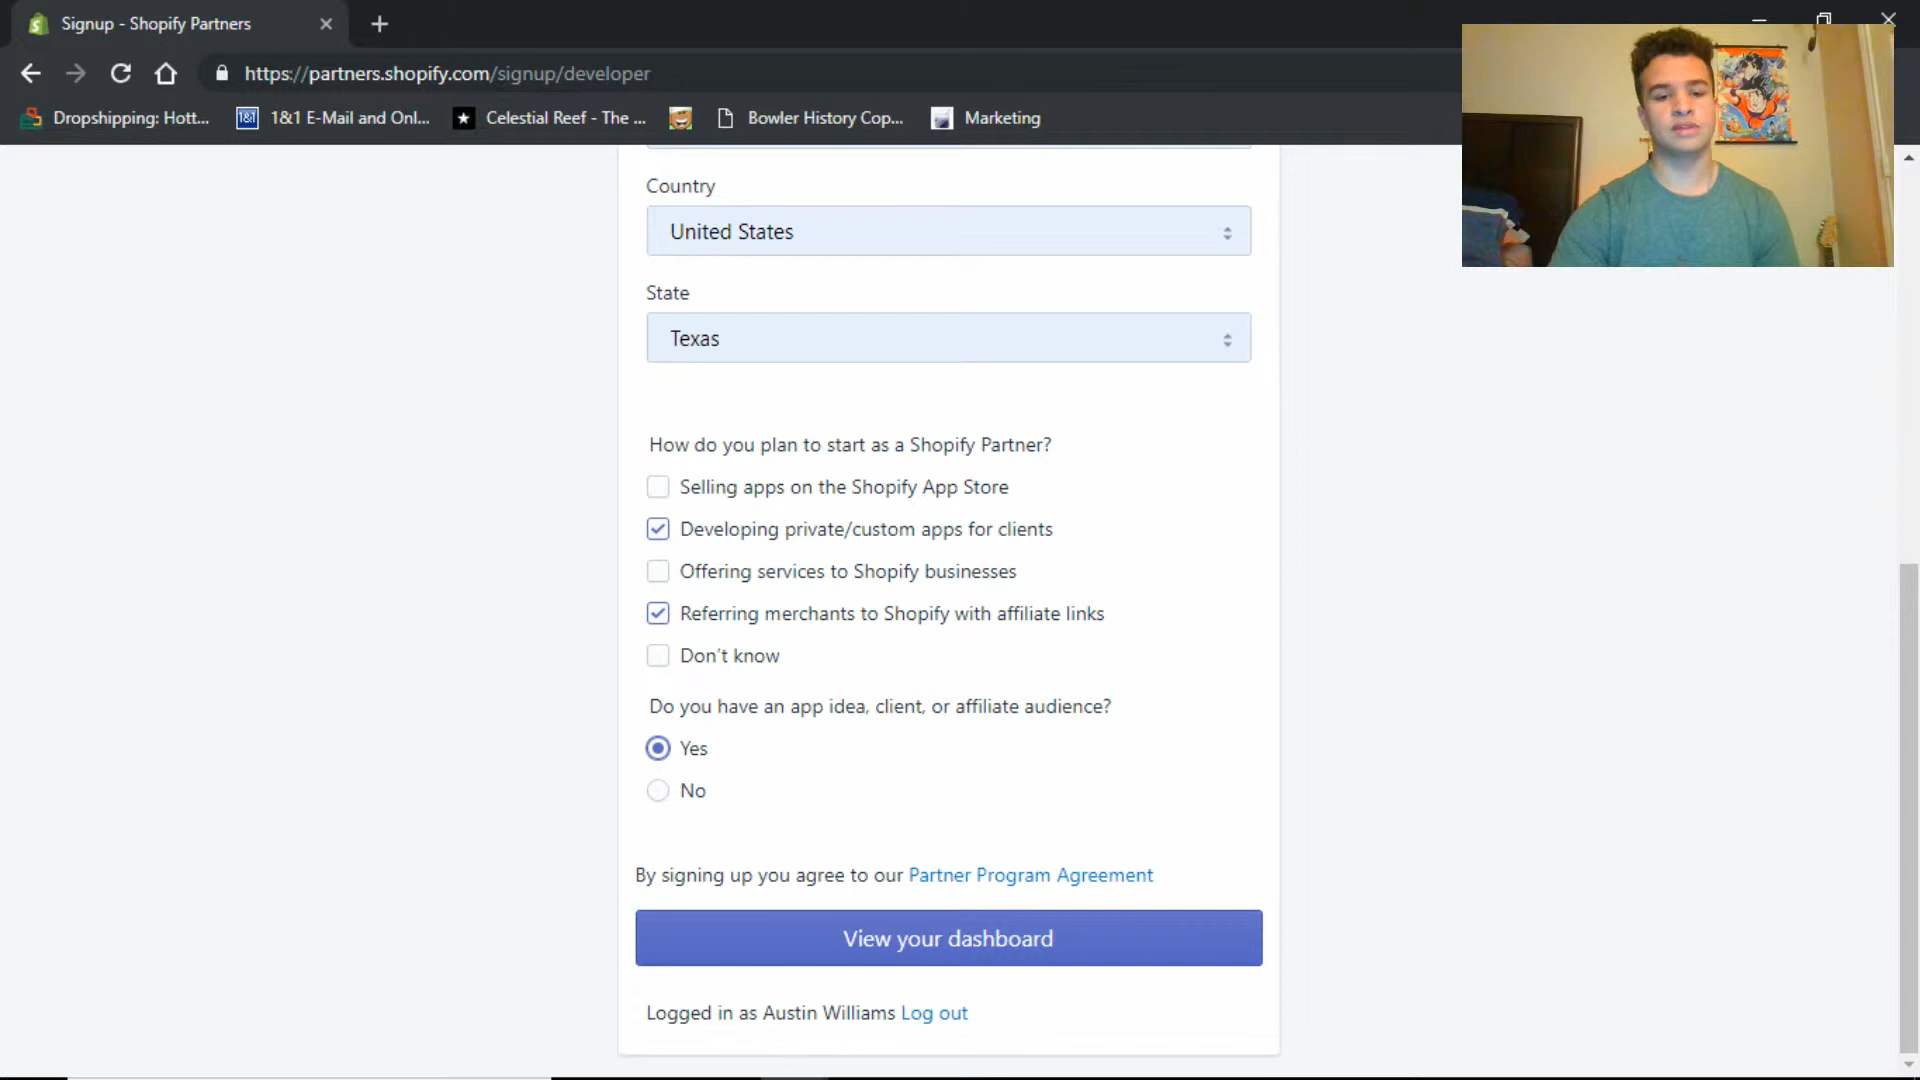 Signup - Shopify Partners
https://partners.shopify.com/signup/developer
Dropshipping: Hott...
1&1
1&1 E-Mail and Onl...
Celestial Reef - The ...
Bowler History Cop...
Marketing
Country
United States
State
Texas
How do you plan to start as a Shopify Partner?
Selling apps on the Shopify App Store
Developing private/custom apps for clients
Offering services to Shopify businesses
Referring merchants to Shopify with affiliate links
Don't know
Do you have an app idea, client, or affiliate audience?
Yes
No
By signing up you agree to our Partner Program Agreement
View your dashboard
Logged in as Austin Williams Log out